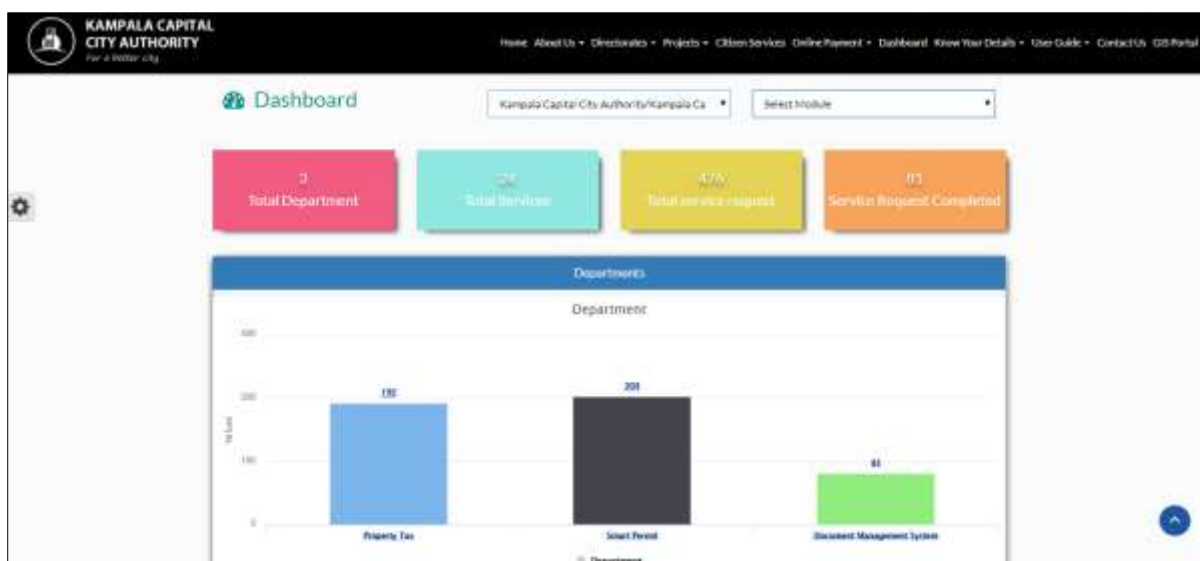 KAMPALA CAPITAL
CITY AUTHORITY
For a better city
Home About Us Directorates Projects Citizen Services Online Payment Dashboard Know Your Details User Guide Contact Us GIS Portal
Dashboard
Kampala Capital City Authority/Kampala Ca
Select Module
3
Total Department
Total Services
Total service request
Service Request Completed
Departments
Department
300
200
100
0
Values
Property Tax
Smart Permit
Document Management System
Department